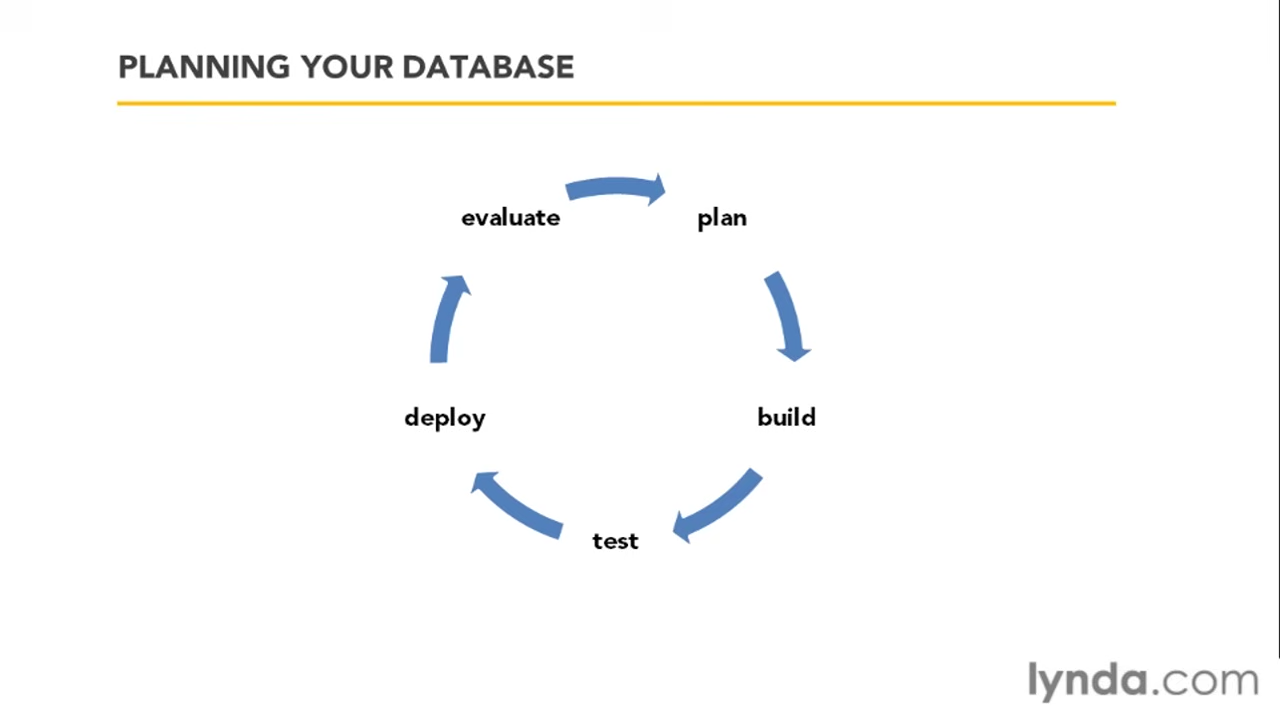 PLANNING YOUR DATABASE
evaluate
plan
deploy
build
test
lynda.com